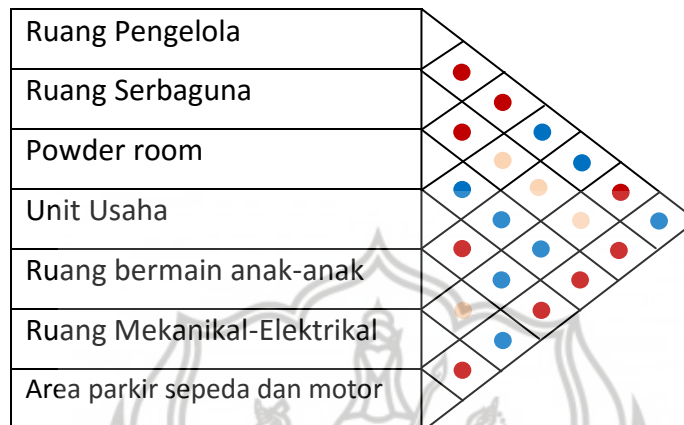 Ruang Pengelola
Ruang Serbaguna
Powder room
Unit Usaha
Ruang bermain anak-anak
Ruang Mekanikal-Elektrikal
Area parkir sepeda dan motor